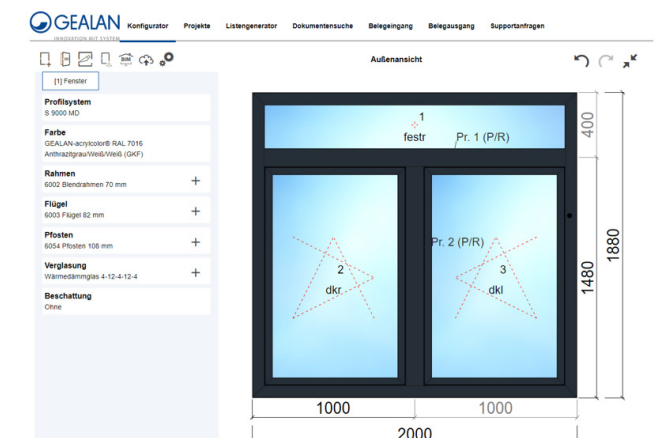 GEALAN
INNOVATION MIT SYSTEM
Konfigurator Projekte Listengenerator Dokumentensuche Belegeingang Belegausgang Supportanfragen
BIM
Außenansicht
[1] Fenster
Profilsystem
S 9000 MD
Farbe
GEALAN-acrylcolor® RAL 7016
Anthrazitgrau/Weiß/Weiß (GKF)
Rahmen
6002 Blendrahmen 70 mm
+
Flügel
6003 Flügel 82 mm
+
Pfosten
6054 Pfosten 108 mm
+
Verglasung
Wärmedämmglas 4-12-4-12-4
+
Beschattung
Ohne
1
festr
Pr. 1 (P/R)
400
Pr. 2 (P/R)
2
dkr
3
dkl
1480
1880
1000
1000
2000